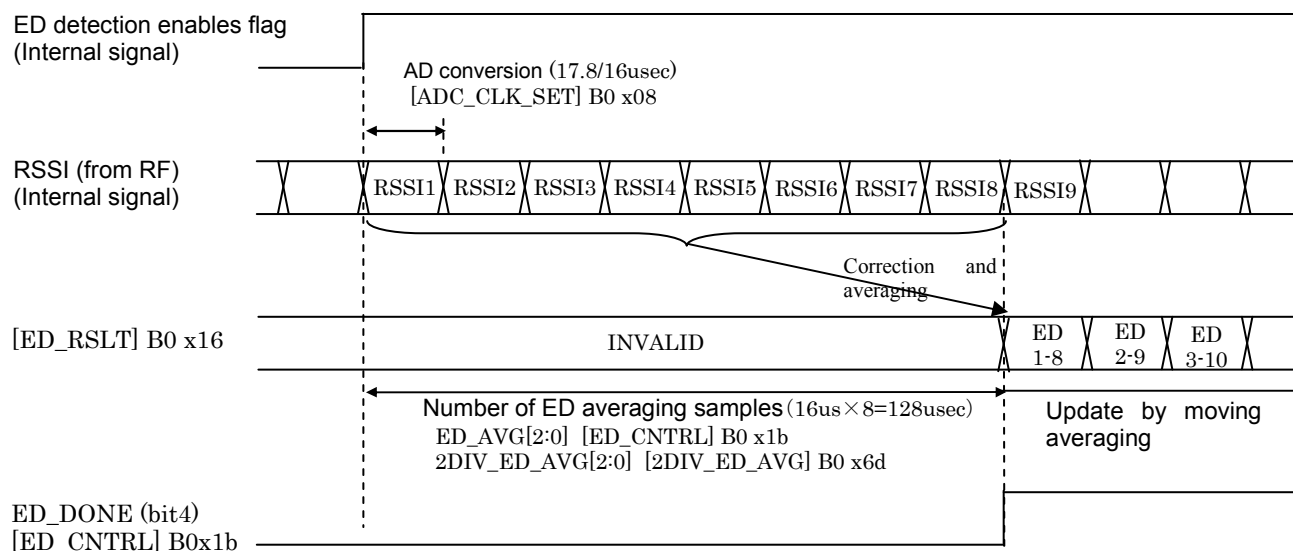 ED detection enables flag
(Internal signal)
AD conversion (17.8/16usec)
[ADC_CLK_SET] B0 x08
RSSI (from RF)
(Internal signal)
RSSI1 RSSI2 RSSI3 RSSI4 RSSI5 RSSI6 RSSI7 RSSI8 RSSI9
Correction and
averaging
[ED_RSLT] B0 x16
INVALID
ED
1-8
ED
2-9
ED
3-10
Number of ED averaging samples (16us×8=128usec)
ED_AVG[2:0] [ED_CNTRL] B0 x1b
2DIV_ED_AVG[2:0] [2DIV_ED_AVG] B0 x6d
Update by moving
averaging
ED_DONE (bit4)
[ED_CNTRL] B0x1b